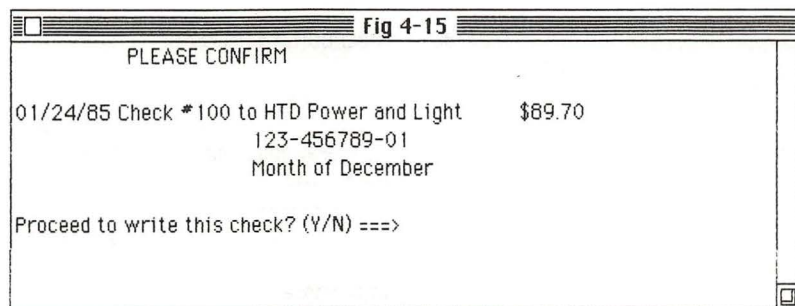 Fig 4-15
PLEASE CONFIRM
01/24/85 Check #100 to HTD Power and Light $89.70
123-456789-01
Month of December
Proceed to write this check? (Y/N) ===>